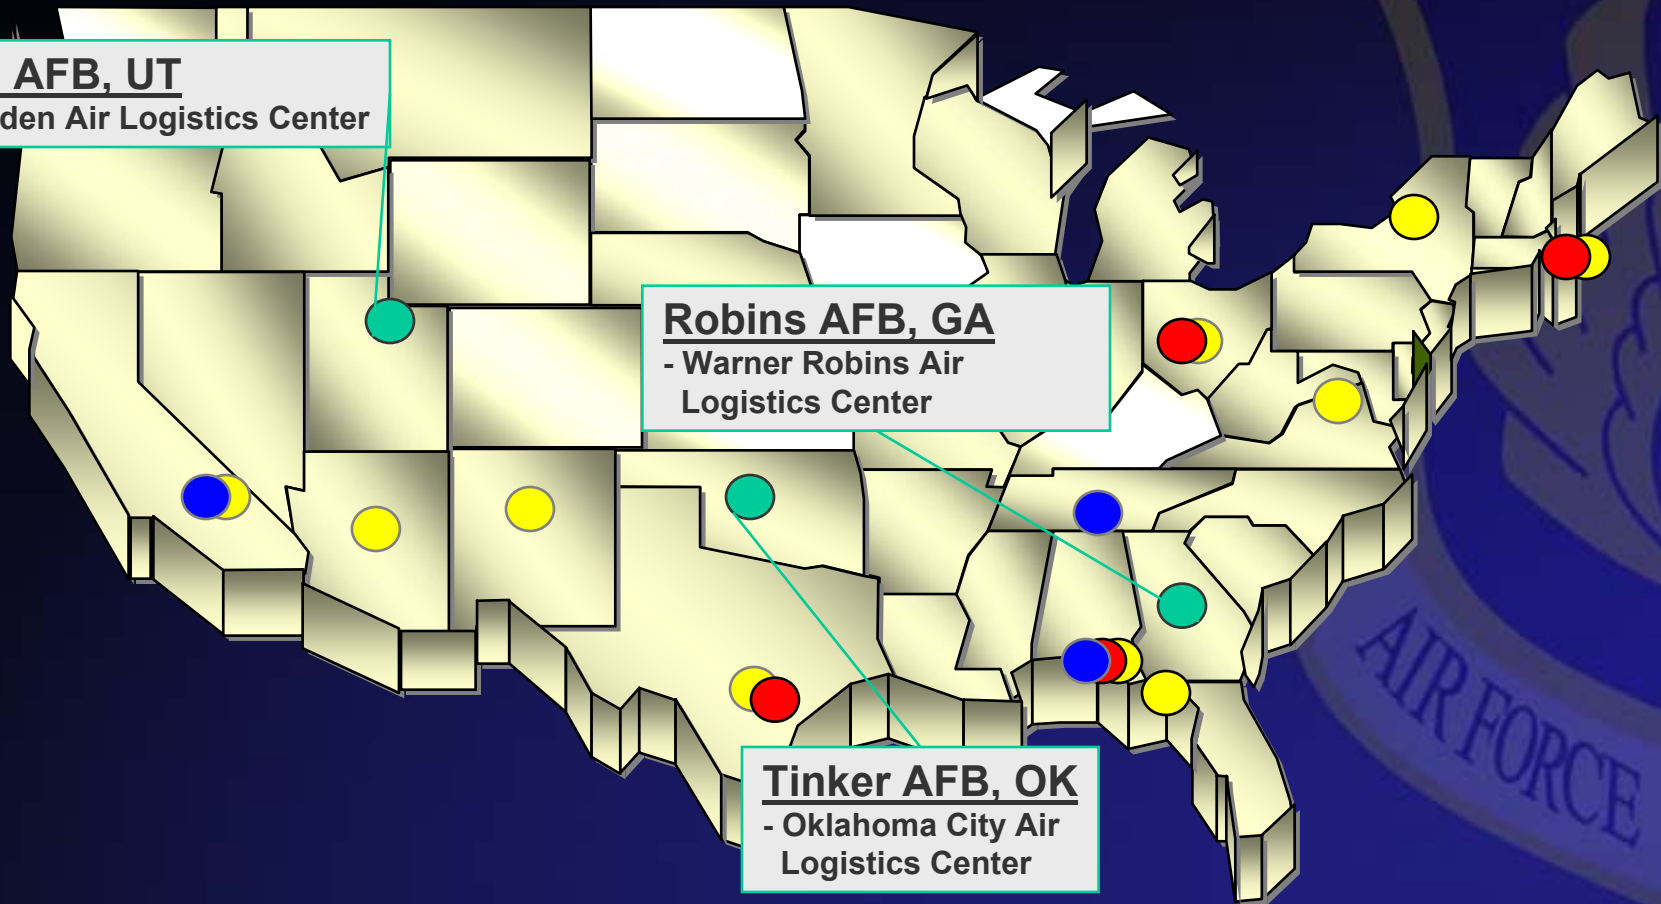 AFB, UT
den Air Logistics Center
Robins AFB, GA
- Warner Robins Air
Logistics Center
Tinker AFB, OK
- Oklahoma City Air
Logistics Center
AIR FORCE